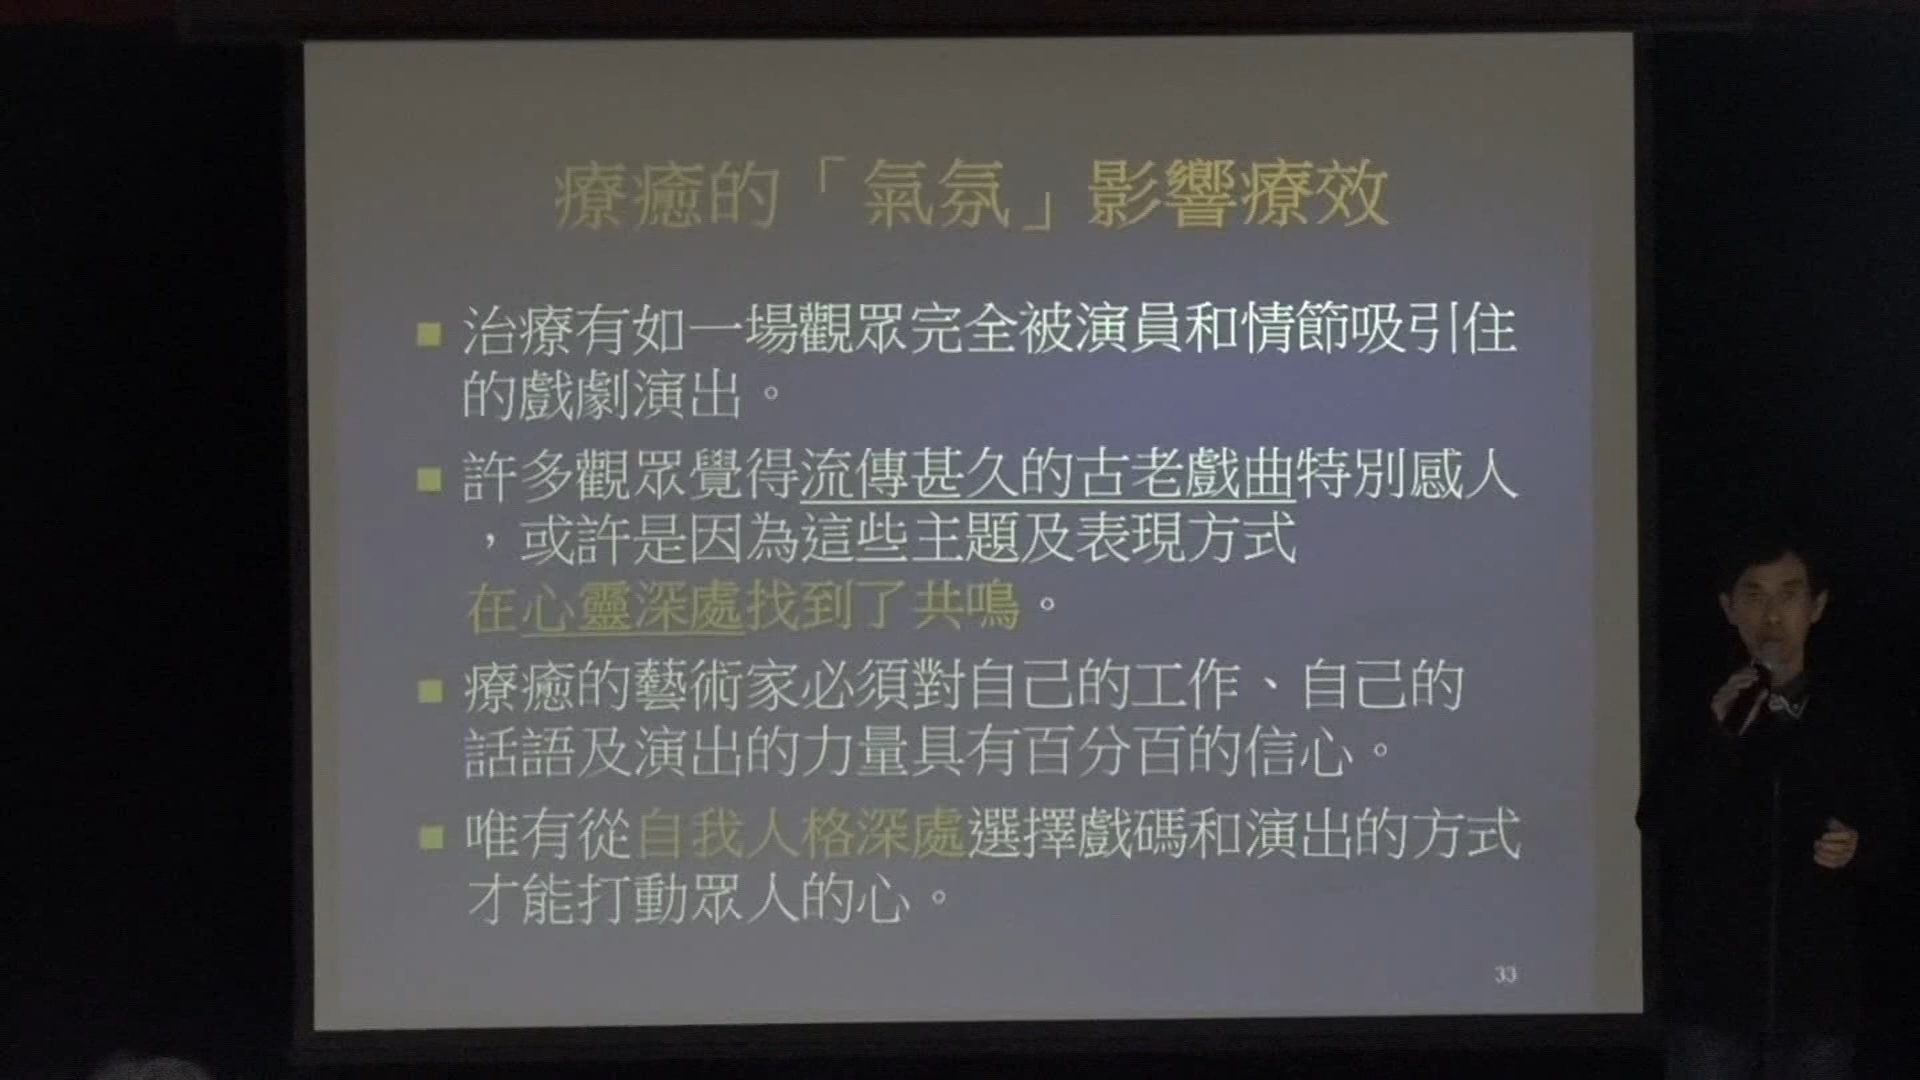 療癒的「氣氛」影響療效
治療有如一場觀眾完全被演員和情節吸引住
的戲劇演出。
許多觀眾覺得流傳甚久的古老戲曲特別感人
，或許是因為這些主題及表現方式
在心靈深處找到了共鳴。
療癒的藝術家必須對自己的工作、自己的
話語及演出的力量具有百分百的信心。
唯有從自我人格深處選擇戲碼和演出的方式
才能打動眾人的心。
33